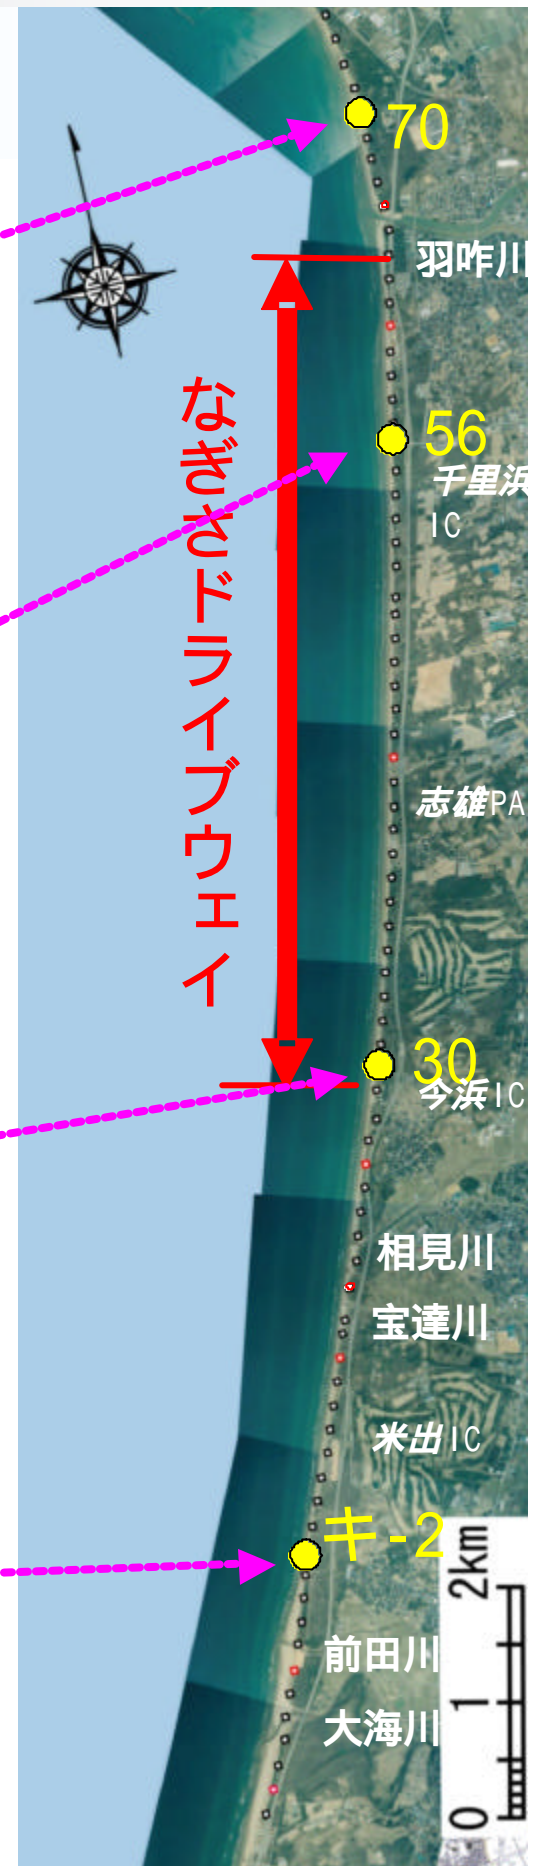 70
羽咋川
なぎさドライブウェイ
56
千里浜
IC
志雄PA
30
今浜IC
相見川
宝達川
米出IC
キ-2
前田川
大海川
0 1 2km